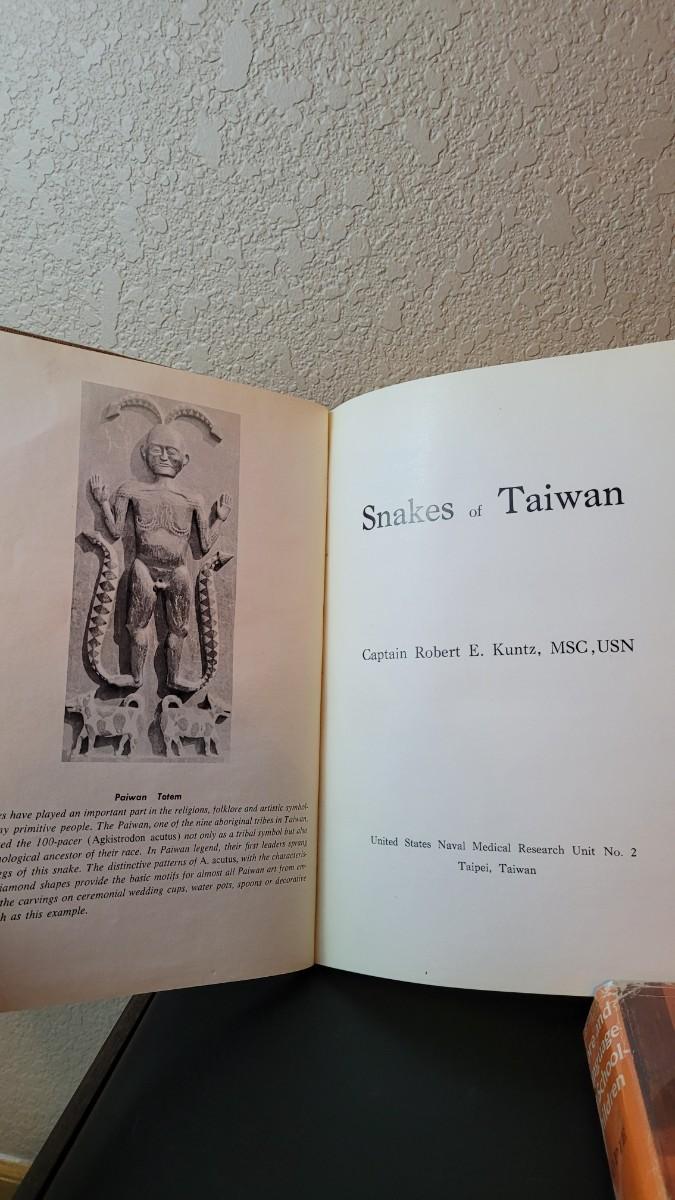 Paiwan Totem
es have played an important part in the religions, folklore and artistic symbol-
ny primitive people. The Paiwan, one of the nine aboriginal tribes in Taiwan,
ed the 100-pacer (Agkistrodon acutus) not only as a tribal symbol but also
hological ancestor of their race. In Paiwan legend, their first leaders sprang
ggs of this snake. The distinctive patterns of A. acutus, with the characteris-
iamond shapes provide the basic motifs for almost all Paiwan art from
the carvings on ceremonial wedding cups, water pots, spoons or decorative
h as this example.
Snakes of Taiwan
Captain Robert E. Kuntz, MSC,USN
United States Naval Medical Research Unit No. 2
Taipei, Taiwan